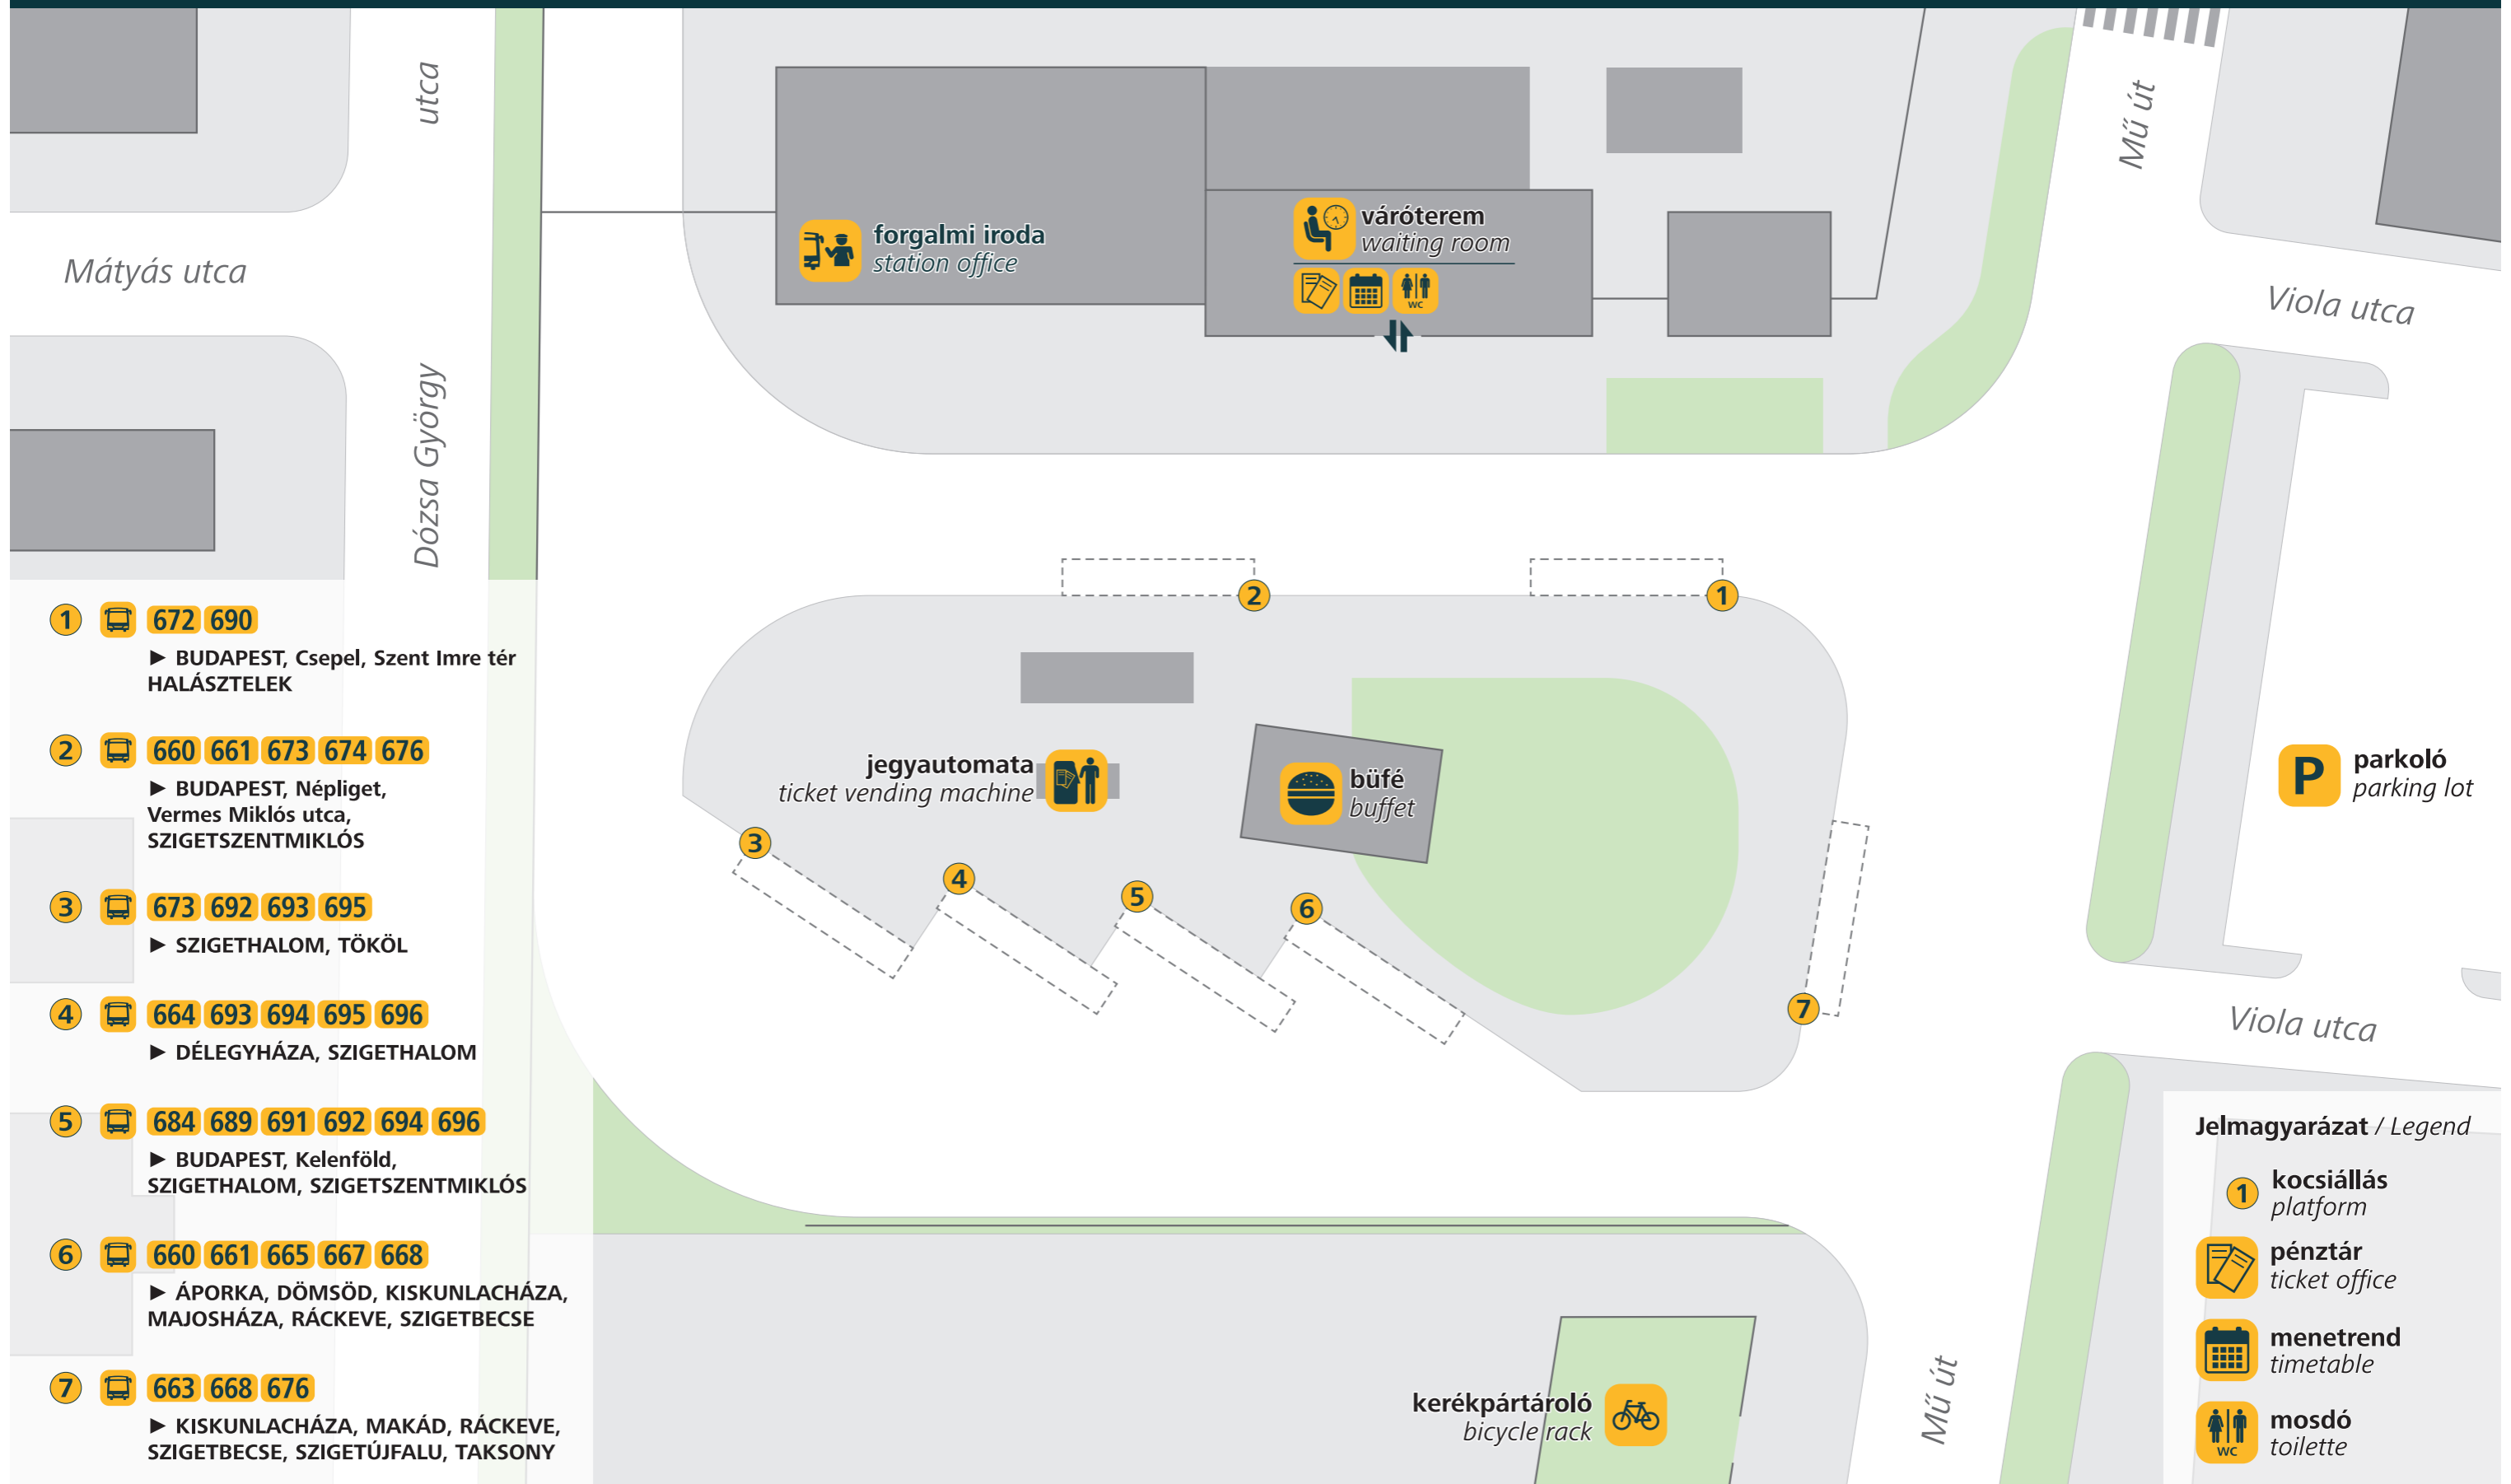 utca
Mű út
forgalmi iroda
station office
váróterem
waiting room
WC
Mátyás utca
Viola utca
Dózsa György
2
1
jegyautomata
ticket vending machine
büfé
buffet
P
parkoló
parking lot
3
4
5
6
7
Viola utca
kerékpártároló
bicycle rack
Mű út
1 672 690
► BUDAPEST, Csepel, Szent Imre tér
HALÁSZTELEK
2 660 661 673 674 676
► BUDAPEST, Népliget,
Vermes Miklós utca,
SZIGETSZENTMIKLÓS
3 673 692 693 695
► SZIGETHALOM, TÖKÖL
4 664 693 694 695 696
► DÉLEGYHÁZA, SZIGETHALOM
5 684 689 691 692 694 696
► BUDAPEST, Kelenföld,
SZIGETHALOM, SZIGETSZENTMIKLÓS
6 660 661 665 667 668
► ÁPORKA, DÖMSÖD, KISKUNLACHÁZA,
MAJOSHÁZA, RÁCKEVE, SZIGETBECSE
7 663 668 676
► KISKUNLACHÁZA, MAKÁD, RÁCKEVE,
SZIGETBECSE, SZIGETÚJFALU, TAKSONY
Jelmagyarázat / Legend
1 kocsiállás
platform
pénztár
ticket office
menetrend
timetable
mosdó
toilette
WC